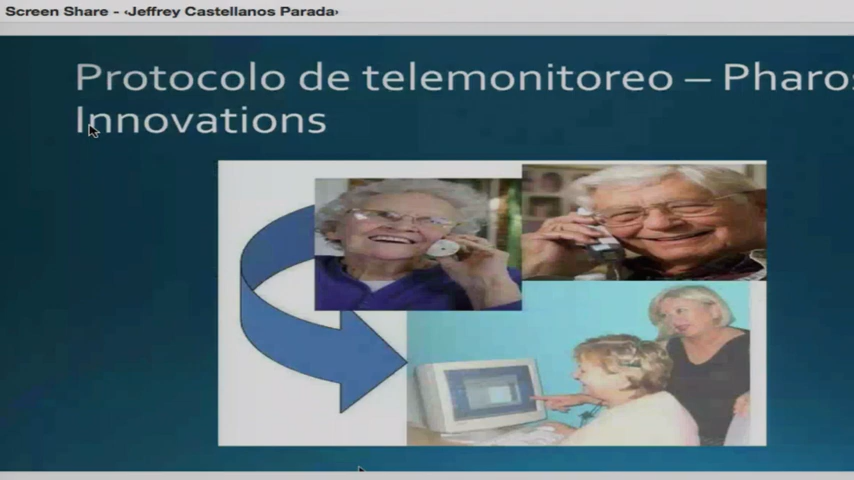 Screen Share - ‹Jeffrey Castellanos Parada›
Protocolo de telemonitoreo – Pharos
Innovations